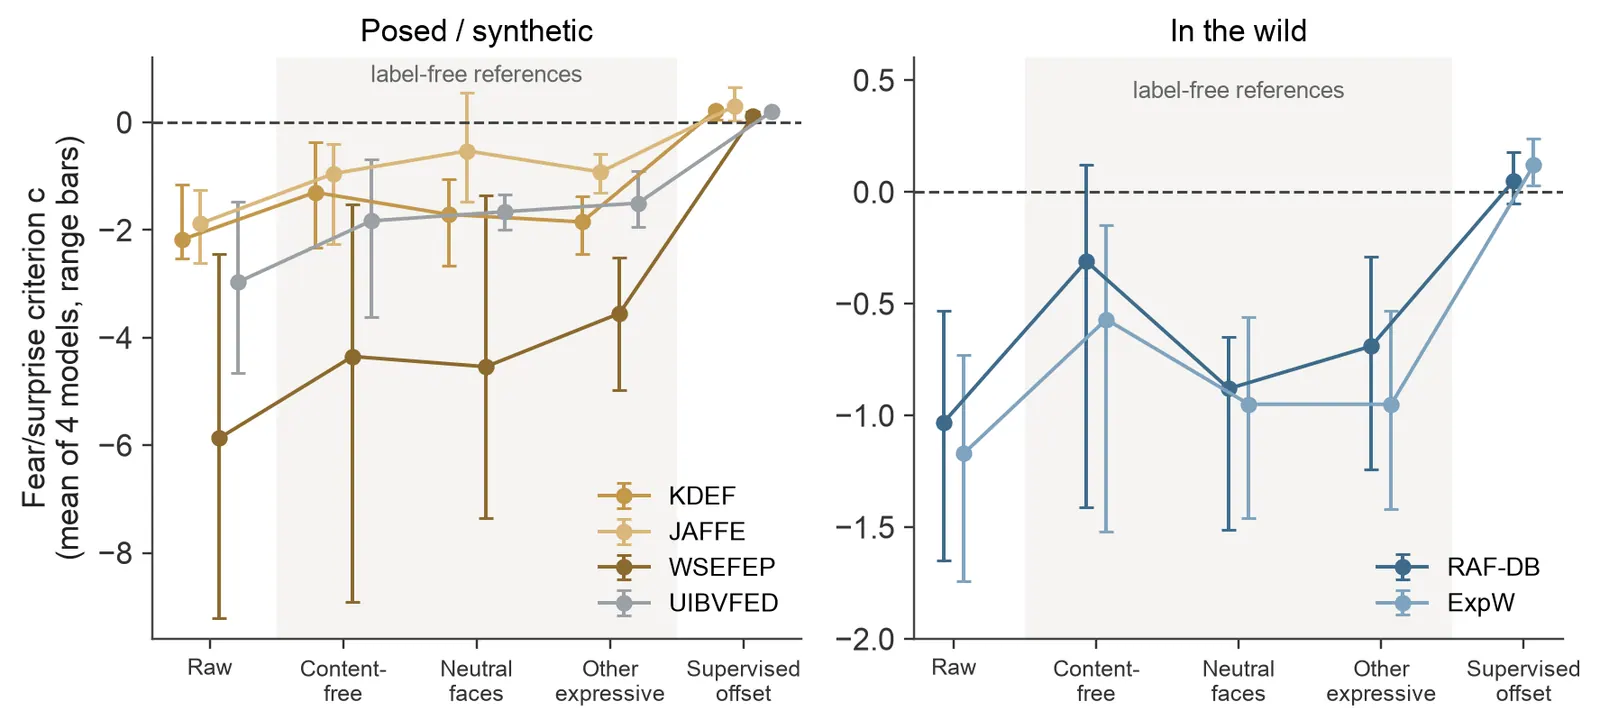 Posed / synthetic
label-free references
Fear/surprise criterion c
(mean of 4 models, range bars)
0
−2
−4
−6
−8
KDEF
JAFFE
WSEFEP
UIBVFED
Raw
Content-
free
Neutral
faces
Other
expressive
Supervised
offset
In the wild
label-free references
0.5
0.0
−0.5
−1.0
−1.5
−2.0
RAF-DB
ExpW
Raw
Content-
free
Neutral
faces
Other
expressive
Supervised
offset